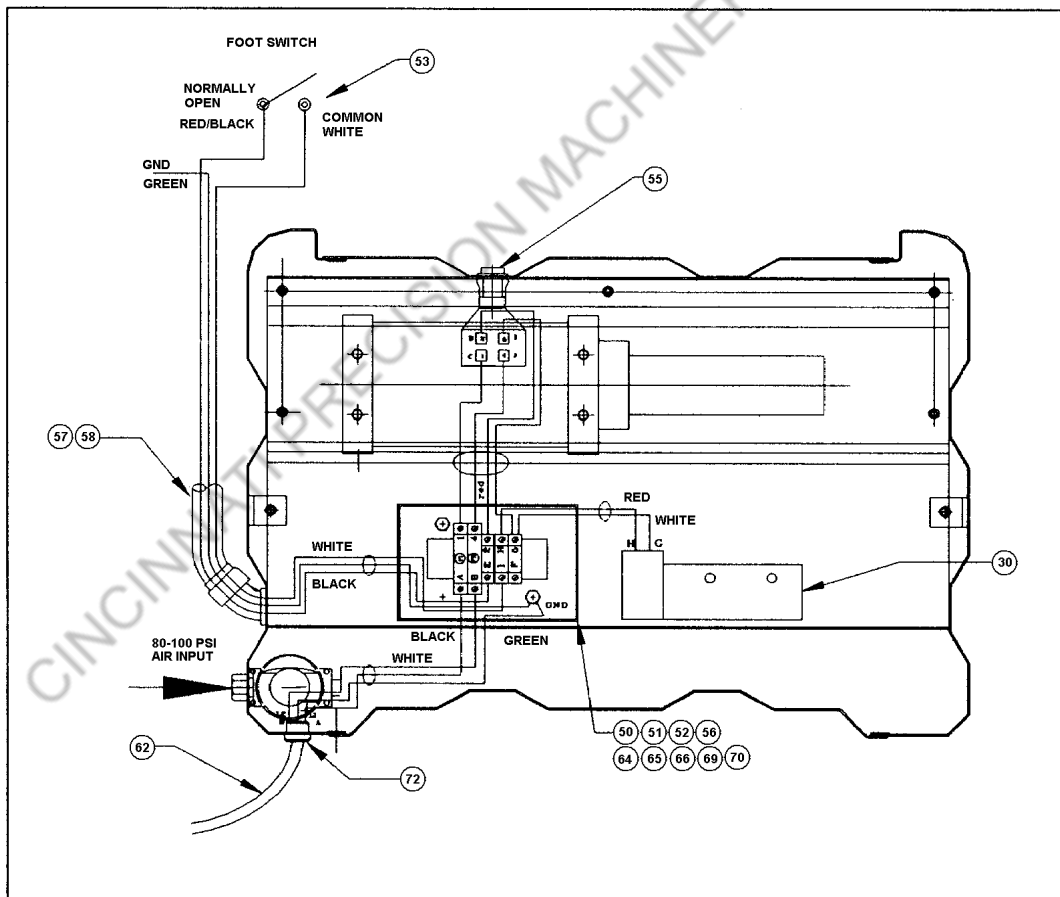 FOOT SWITCH
53
NORMALLY
OPEN
RED/BLACK
COMMON
WHITE
GND
GREEN
55
57 58
red
RED
WHITE
H G
WHITE
BLACK
30
A B E I F
+
GND
BLACK
GREEN
WHITE
80-100 PSI
AIR INPUT
50 51 52 56
64 65 66 69 70
62
72
CINCINNATI PRECISION MACHINE